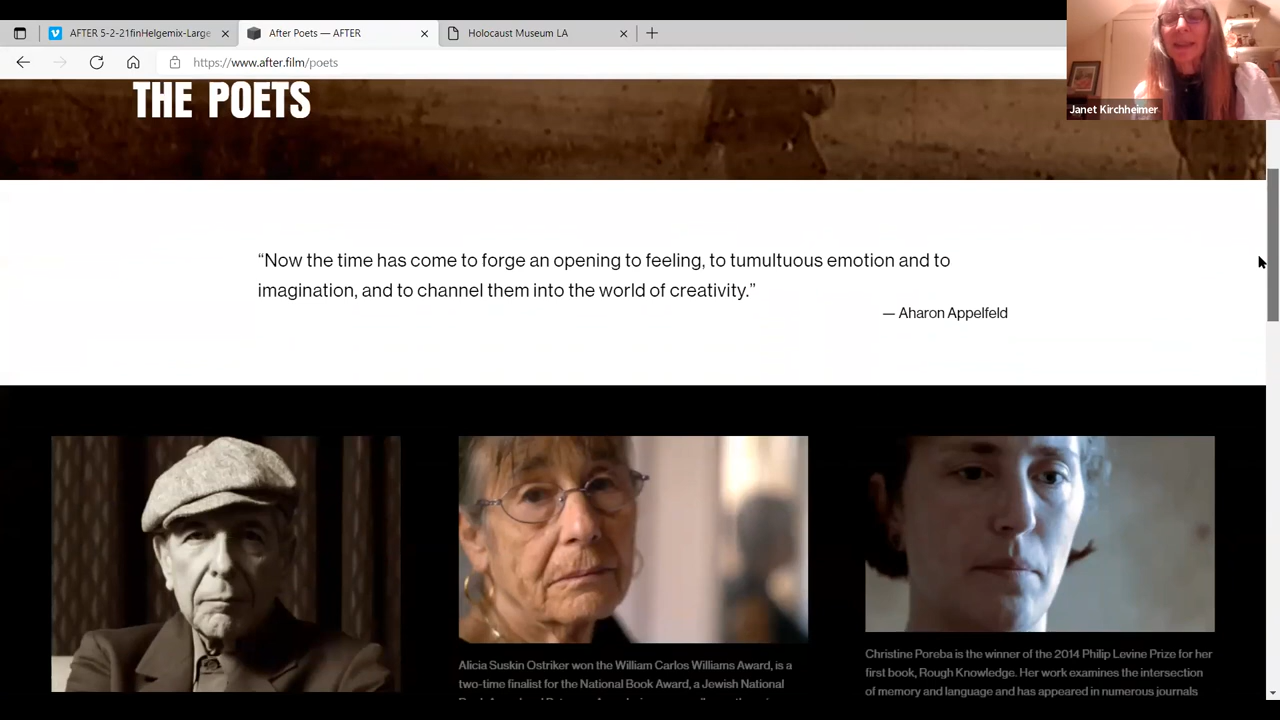 AFTER 5-2-21finHelgemix-Large
After Poets — AFTER
Holocaust Museum LA
https://www.after.film/poets
Janet Kirchheimer
THE POETS
“Now the time has come to forge an opening to feeling, to tumultuous emotion and to
imagination, and to channel them into the world of creativity.”
— Aharon Appelfeld
Alicia Suskin Ostriker won the William Carlos Williams Award, is a
two-time finalist for the National Book Award, a Jewish National
Christine Poreba is the winner of the 2014 Philip Levine Prize for her
first book, Rough Knowledge. Her work examines the intersection
of memory and language and has appeared in numerous journals